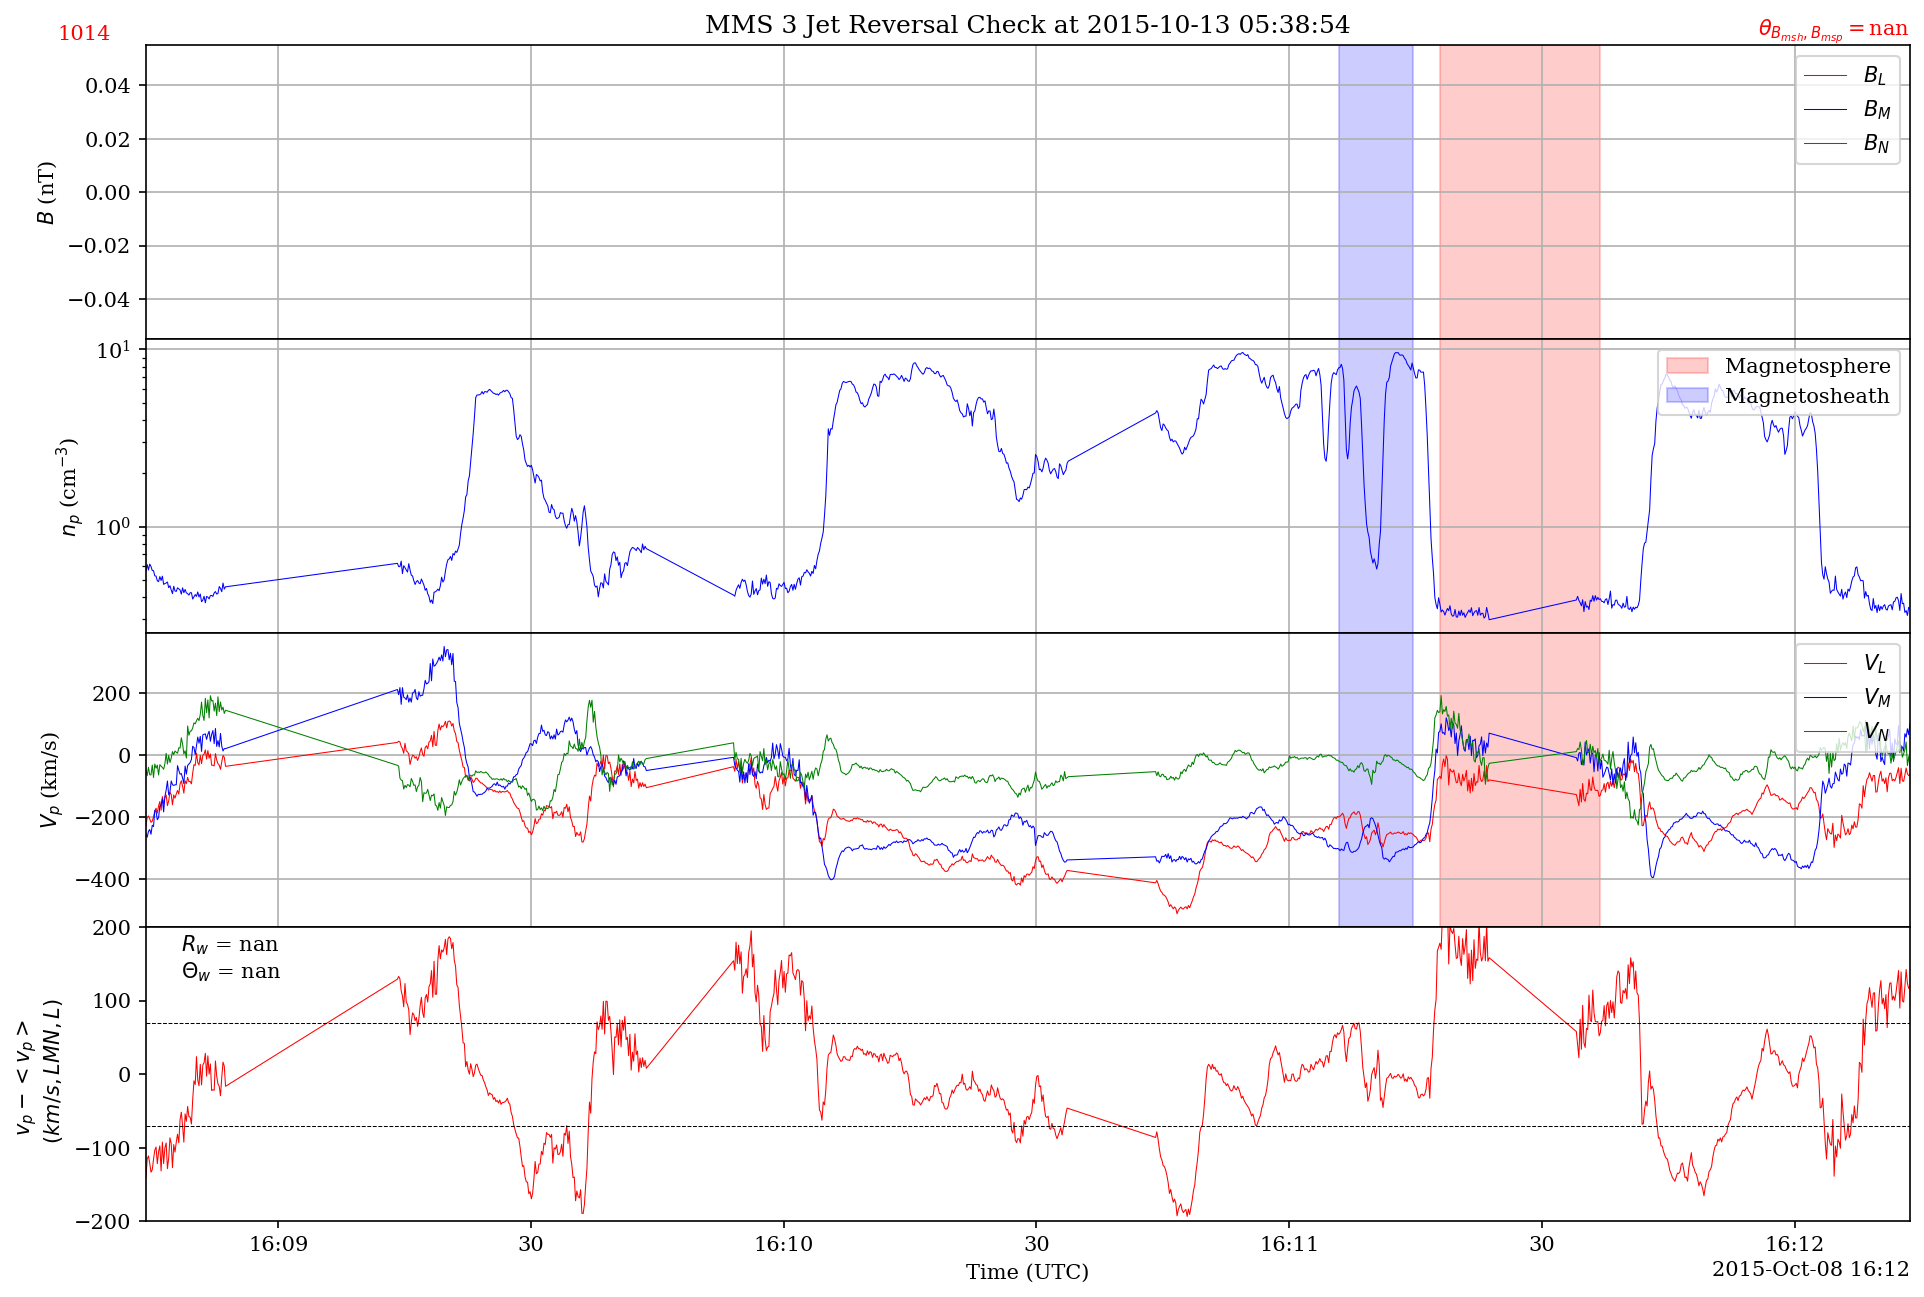 1014
MMS 3 Jet Reversal Check at 2015-10-13 05:38:54
θ_{B_{msh}, B_{msp}} = nan
B (nT)
0.04
0.02
0.00
−0.02
−0.04
B_L
B_M
B_N
n_p (cm^{−3})
10^1
10^0
Magnetosphere
Magnetosheath
V_p (km/s)
200
0
−200
−400
V_L
V_M
V_N
v_p − < v_p >
(km/s, LMN, L)
200
100
0
−100
−200
R_w = nan
Θ_w = nan
16:09 30 16:10 30 16:11 30 16:12
Time (UTC)
2015-Oct-08 16:12